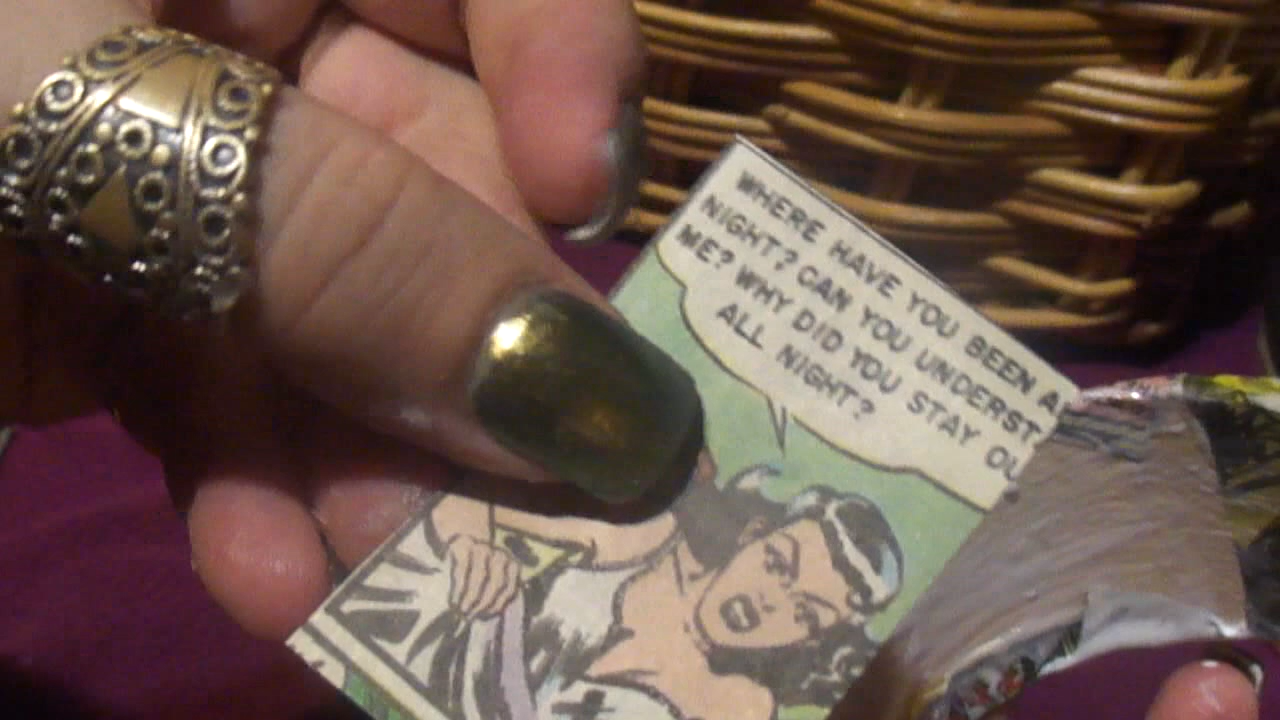 WHERE HAVE YOU BEEN A
NIGHT? CAN YOU UNDERST
ME? WHY DID YOU STAY OU
ALL NIGHT?